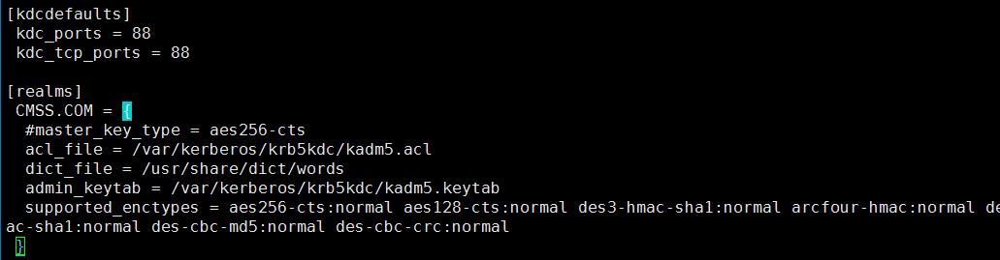 [kdcdefaults]
kdc_ports = 88
kdc_tcp_ports = 88
[realms]
CMSS.COM = {
#master_key_type = aes256-cts
acl_file = /var/kerberos/krb5kdc/kadm5.acl
dict_file = /usr/share/dict/words
admin_keytab = /var/kerberos/krb5kdc/kadm5.keytab
supported_enctypes = aes256-cts:normal aes128-cts:normal des3-hmac-sha1:normal arcfour-hmac:normal de
ac-sha1:normal des-cbc-md5:normal des-cbc-crc:normal
}